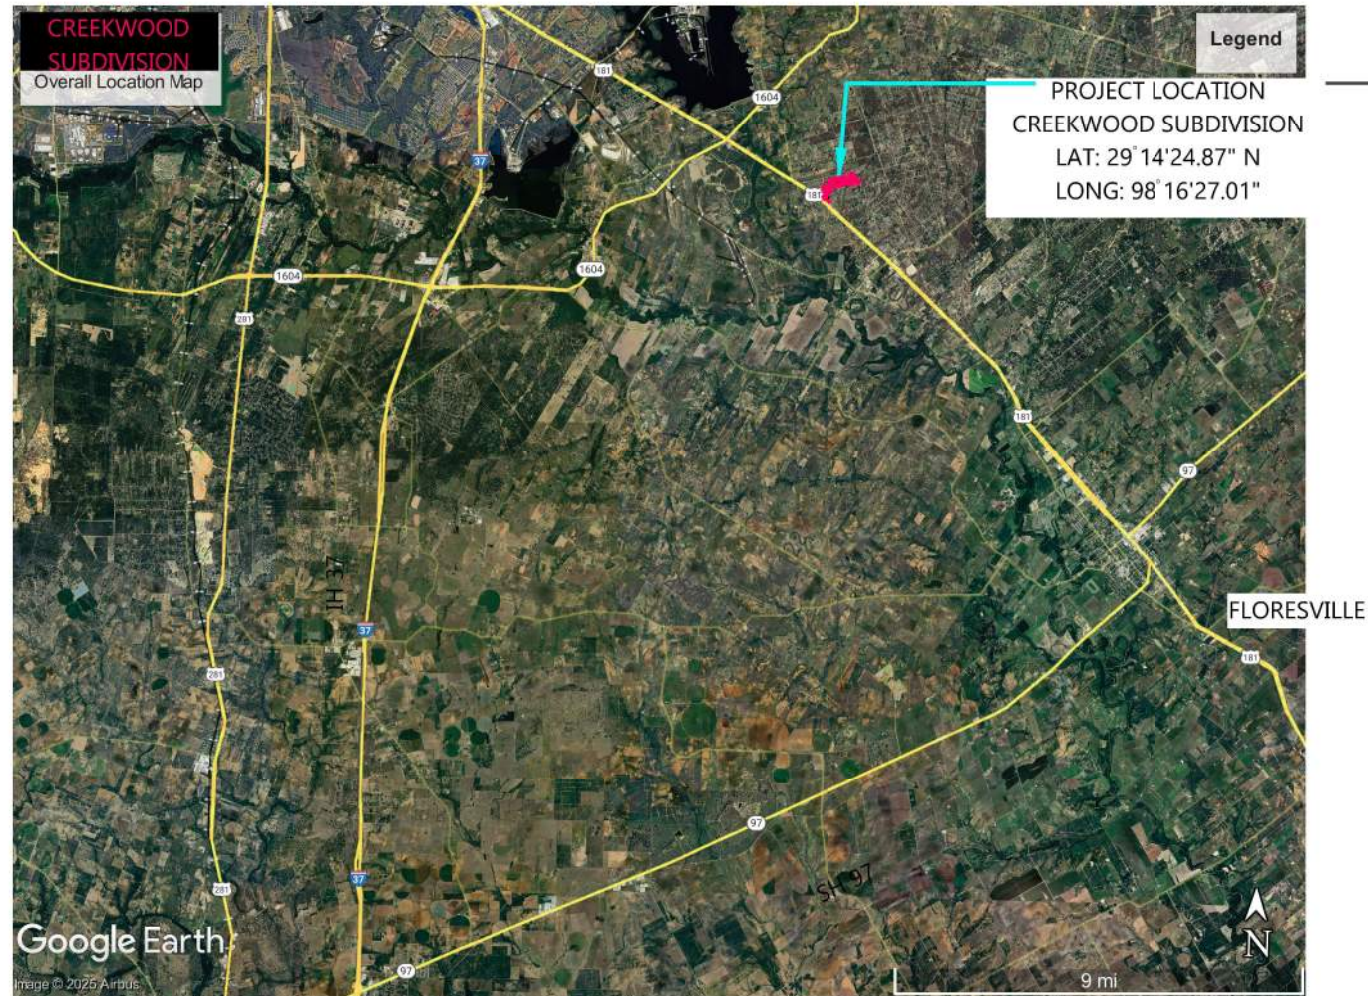 CREEKWOOD
SUBDIVISION
Overall Location Map
Legend
PROJECT LOCATION
CREEKWOOD SUBDIVISION
LAT: 29°14'24.87" N
LONG: 98°16'27.01"
181
1604
37
181
1604
1604
281
181
97
IH 37
37
FLORESVILLE
181
281
97
SH 97
37
281
Google Earth
N
97
9 mi
Image © 2025 Airbus